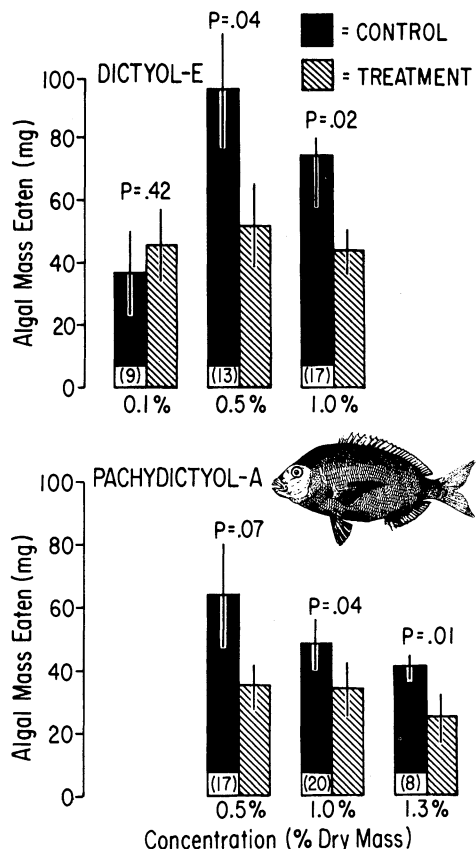 DICTYOL-E
= CONTROL
= TREATMENT
Algal Mass Eaten (mg)
100
80
60
40
20
0
P=.42
P=.04
P=.02
(9)
(13)
(17)
0.1%
0.5%
1.0%
PACHYDICTYOL-A
Algal Mass Eaten (mg)
100
80
60
40
20
0
P=.07
P=.04
P=.01
(17)
(20)
(8)
0.5%
1.0%
1.3%
Concentration (% Dry Mass)